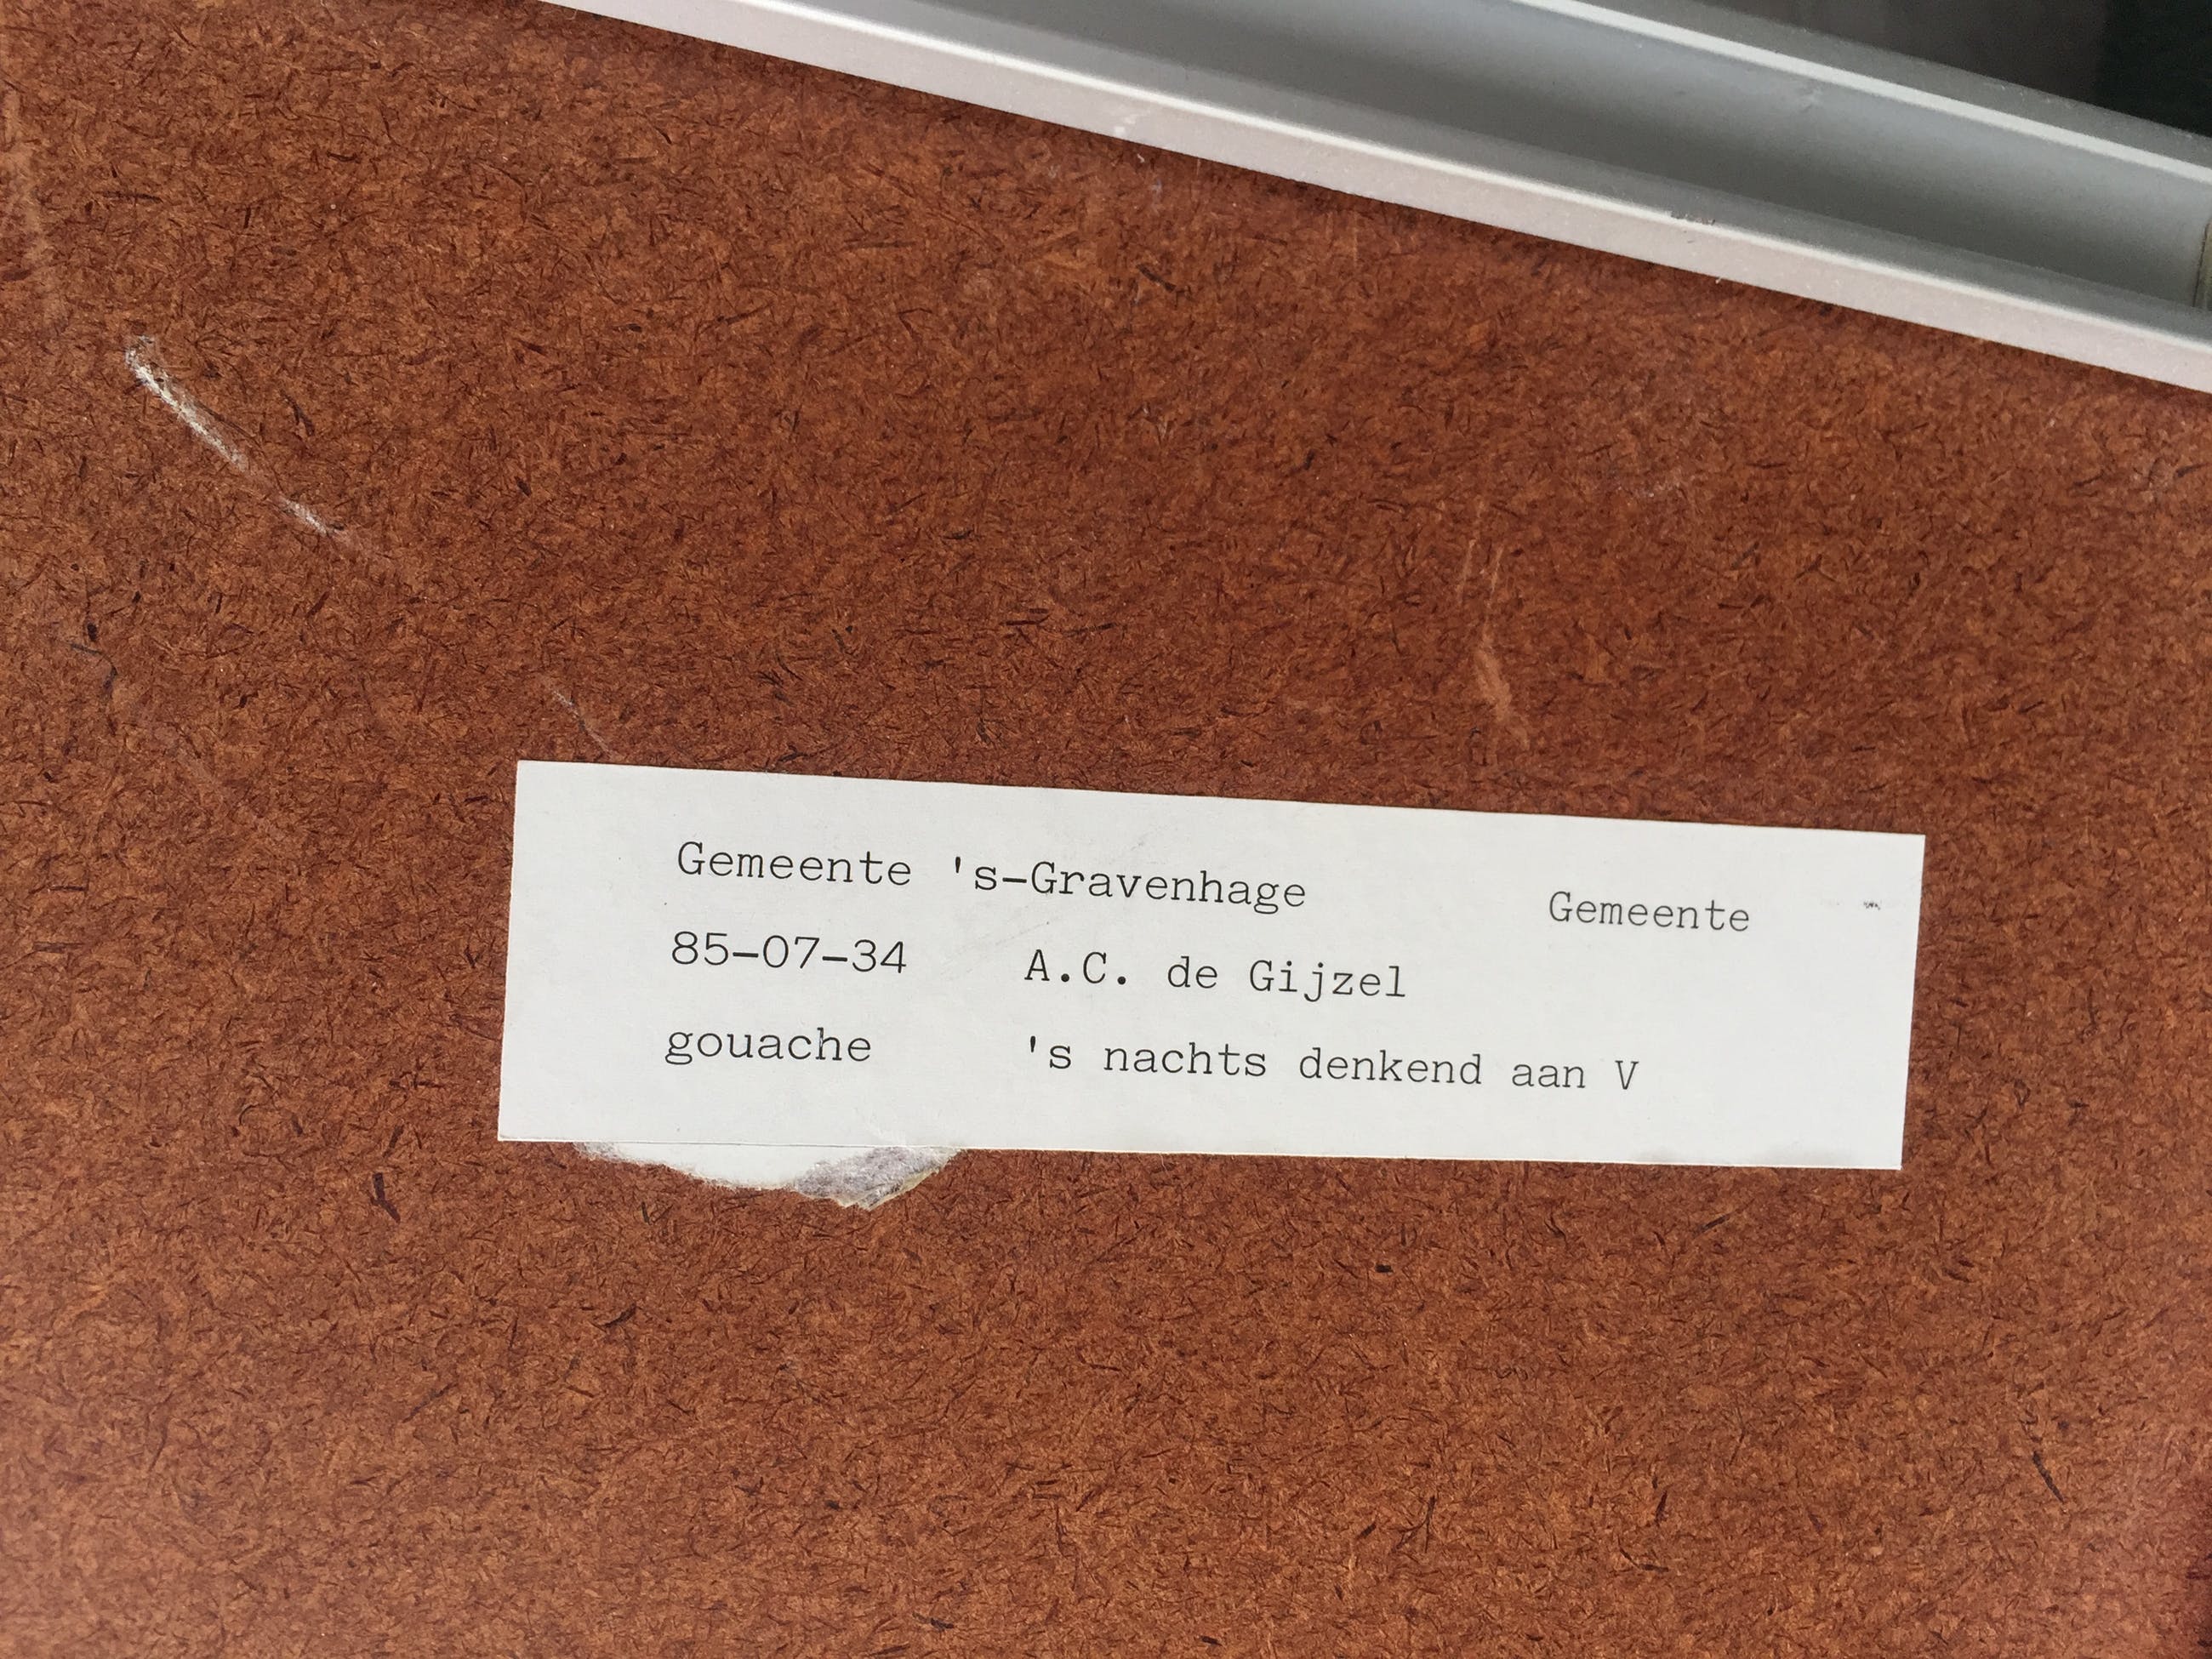 Gemeente 's-Gravenhage Gemeente
85-07-34 A.C. de Gijzel
gouache 's nachts denkend aan V